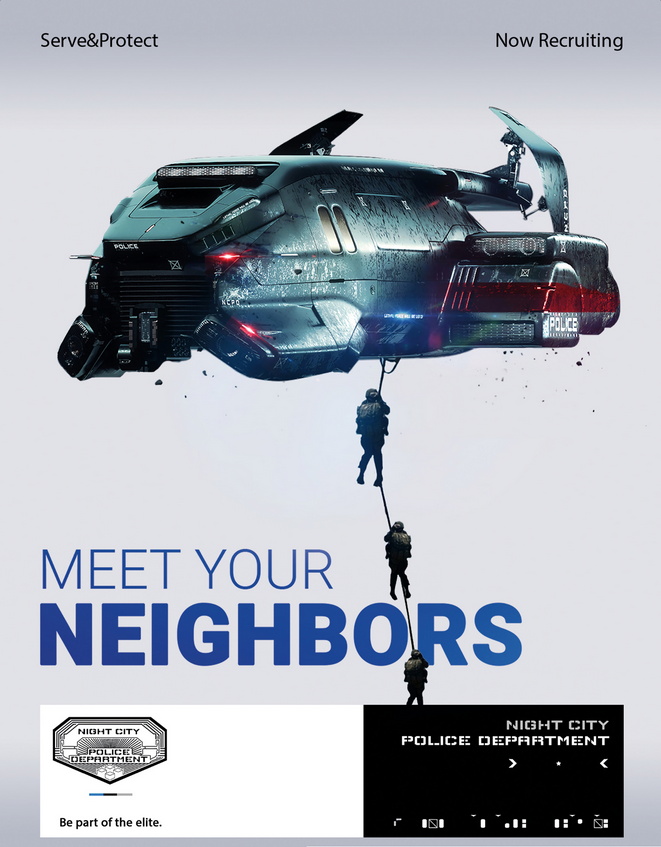 Serve&Protect
Now Recruiting
POLICE
NCPD
POLICE
MEET YOUR
NEIGHBORS
NIGHT CITY
POLICE
DEPARTMENT
Be part of the elite.
NIGHT CITY
POLICE DEPARTMENT